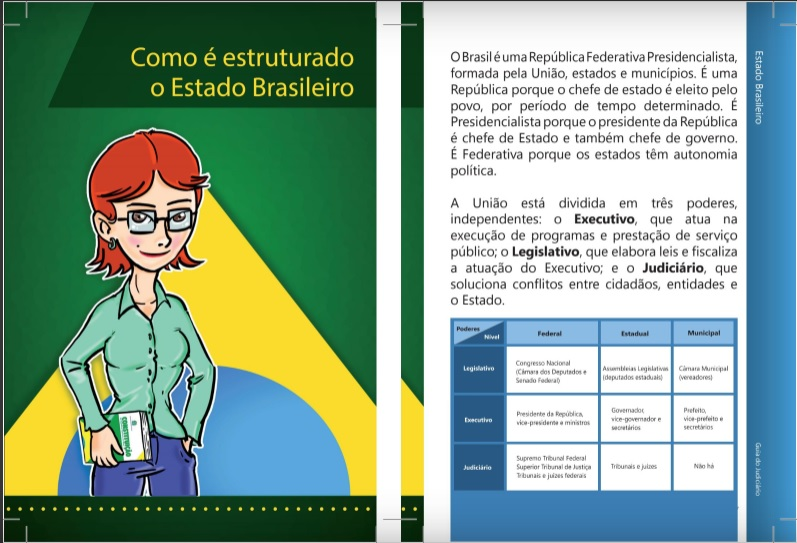 Como é estruturado
o Estado Brasileiro
CONSTITUIÇÃO
O Brasil é uma República Federativa Presidencialista,
formada pela União, estados e municípios. É uma
República porque o chefe de estado é eleito pelo
povo, por período de tempo determinado. É
Presidencialista porque o presidente da República
é chefe de Estado e também chefe de governo.
É Federativa porque os estados têm autonomia
política.
A União está dividida em três poderes,
independentes: o Executivo, que atua na
execução de programas e prestação de serviço
público; o Legislativo, que elabora leis e fiscaliza
a atuação do Executivo; e o Judiciário, que
soluciona conflitos entre cidadãos, entidades e
o Estado.
Poderes
Nível
Federal
Estadual
Municipal
Legislativo
Congresso Nacional
(Câmara dos Deputados e
Senado Federal)
Assembleias Legislativas
(deputados estaduais)
Câmara Municipal
(vereadores)
Executivo
Presidente da República,
vice-presidente e ministros
Governador,
vice-governador e
secretários
Prefeito,
vice-prefeito e
secretários
Judiciário
Supremo Tribunal Federal
Superior Tribunal de Justiça
Tribunais e juízes federais
Tribunais e juízes
Não há
Estado Brasileiro
Guia do Judiciário